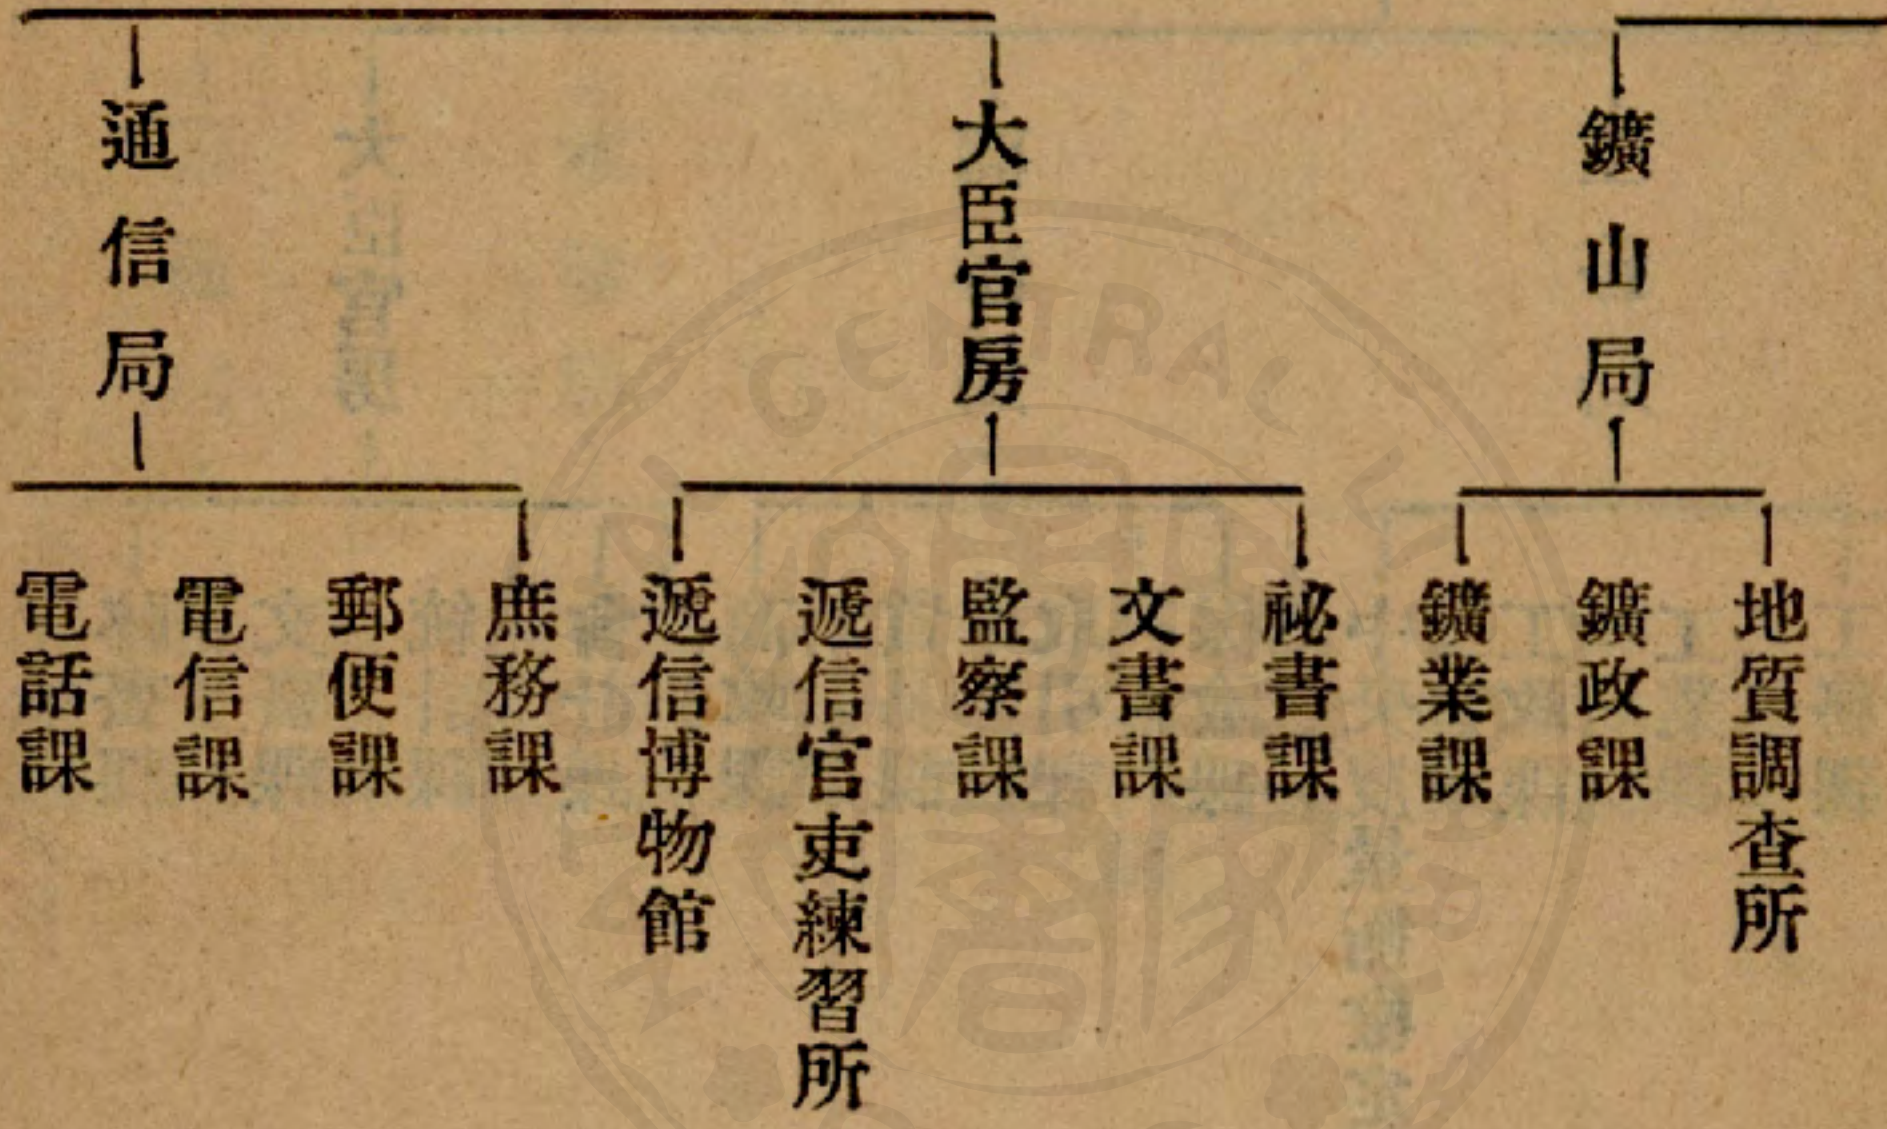 鑛山局
地質調查所
鑛政課
鑛業課
大臣官房
祕書課
文書課
監察課
遞信官吏練習所
遞信博物館
通信局
庶務課
郵便課
電信課
電話課
CENTRAL